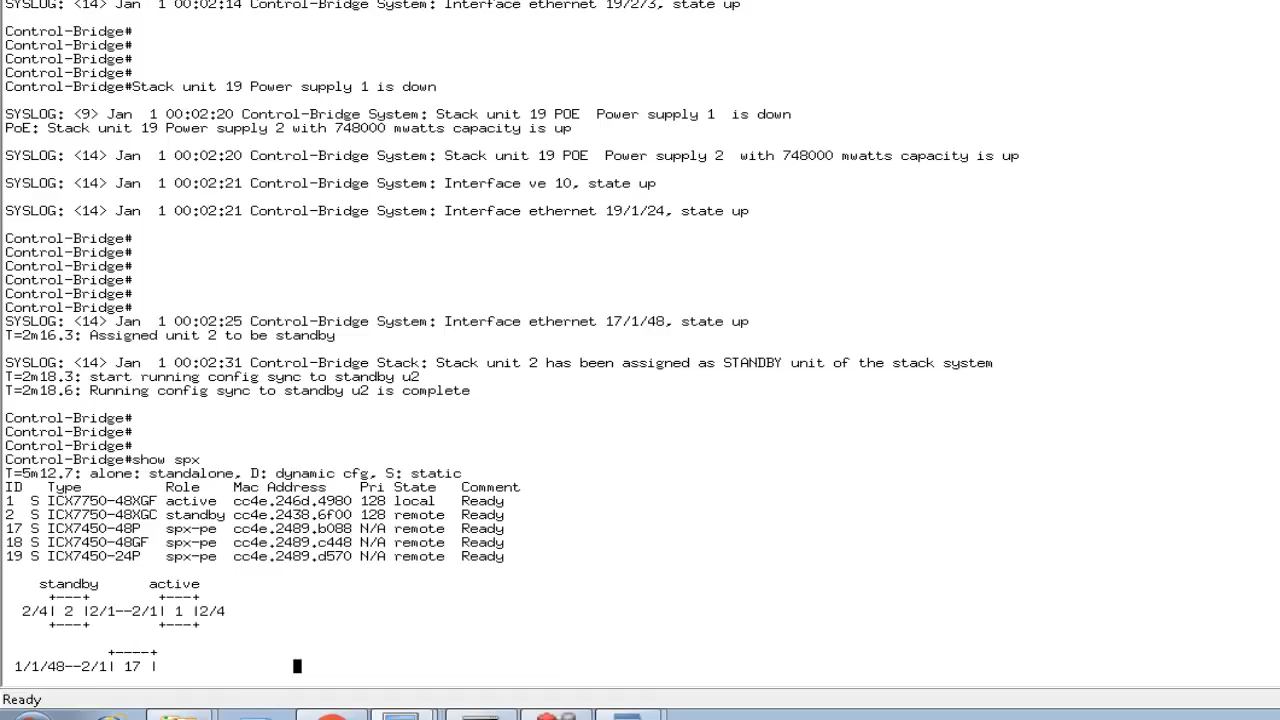 SYSLOG: <14> Jan  1 00:02:14 Control-Bridge System: Interface ethernet 19/2/3, state up
Control-Bridge#
Control-Bridge#
Control-Bridge#
Control-Bridge#
Control-Bridge#Stack unit 19 Power supply 1 is down
SYSLOG: <9> Jan  1 00:02:20 Control-Bridge System: Stack unit 19 POE  Power supply 1  is down
PoE: Stack unit 19 Power supply 2 with 748000 mwatts capacity is up
SYSLOG: <14> Jan  1 00:02:20 Control-Bridge System: Stack unit 19 POE  Power supply 2  with 748000 mwatts capacity is up
SYSLOG: <14> Jan  1 00:02:21 Control-Bridge System: Interface ve 10, state up
SYSLOG: <14> Jan  1 00:02:21 Control-Bridge System: Interface ethernet 19/1/24, state up
Control-Bridge#
Control-Bridge#
Control-Bridge#
Control-Bridge#
Control-Bridge#
Control-Bridge#
SYSLOG: <14> Jan  1 00:02:25 Control-Bridge System: Interface ethernet 17/1/48, state up
T=2m16.3: Assigned unit 2 to be standby
SYSLOG: <14> Jan  1 00:02:31 Control-Bridge Stack: Stack unit 2 has been assigned as STANDBY unit of the stack system
T=2m18.3: start running config sync to standby u2
T=2m18.6: Running config sync to standby u2 is complete
Control-Bridge#
Control-Bridge#
Control-Bridge#
Control-Bridge#show spx
T=5m12.7: alone: standalone, D: dynamic cfg, S: static
ID   Type          Role    Mac Address    Pri State   Comment
1  S ICX7750-48XGF active  cc4e.246d.4980 128 local   Ready
2  S ICX7750-48XGC standby cc4e.2438.6f00 128 remote  Ready
17 S ICX7450-48P   spx-pe  cc4e.2489.b088 N/A remote  Ready
18 S ICX7450-48GF  spx-pe  cc4e.2489.c448 N/A remote  Ready
19 S ICX7450-24P   spx-pe  cc4e.2489.d570 N/A remote  Ready
    standby      active
     +---+        +---+
  2/4| 2 |2/1--2/1| 1 |2/4
     +---+        +---+
            +----+
 1/1/48--2/1| 17 |
Ready